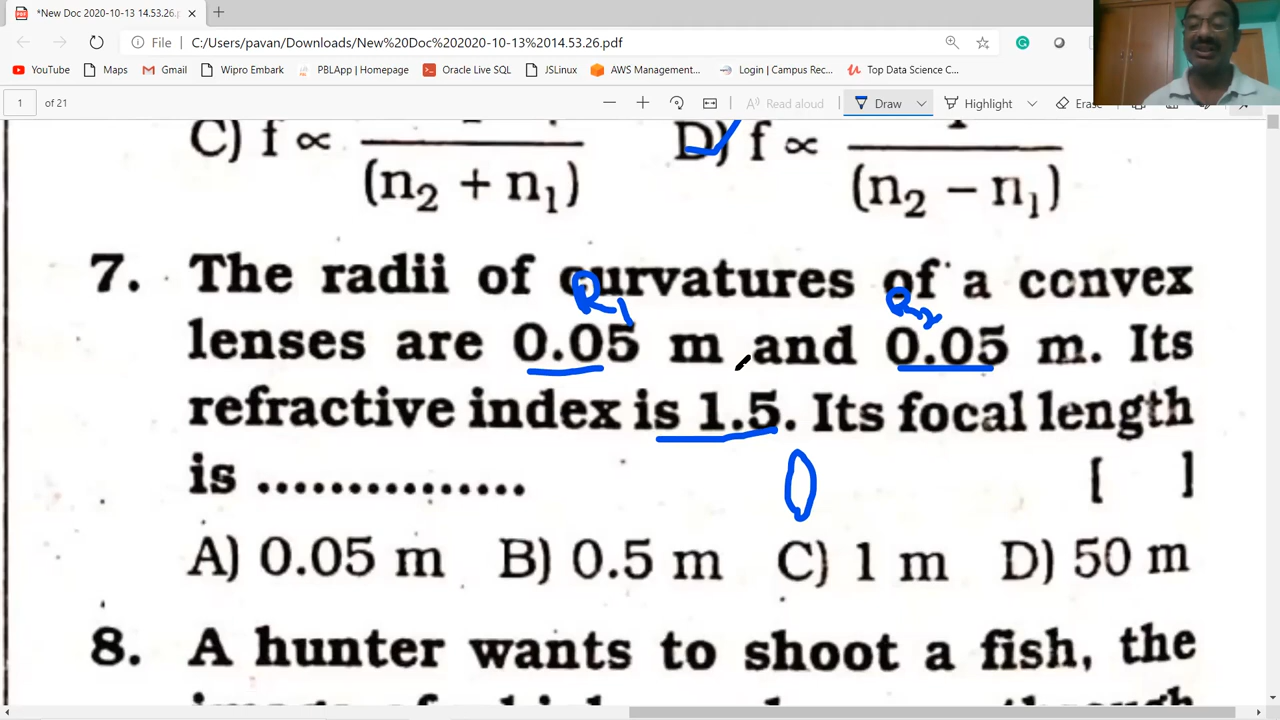 *New Doc 2020-10-13 14.53.26.p
File C:/Users/pavan/Downloads/New%20Doc%202020-10-13%2014.53.26.pdf
YouTube Maps Gmail Wipro Embark PBLApp | Homepage Oracle Live SQL JSLinux AWS Management... Login | Campus Rec... Top Data Science C...
1 of 21 Read aloud Draw Highlight Erase
C) f ∝ (n₂ + n₁) D) f ∝ 1/(n₂ − n₁)
7. The radii of curvatures of a convex
R₁ R₂
lenses are 0.05 m and 0.05 m. Its
refractive index is 1.5. Its focal length
is ............... [ ]
A) 0.05 m B) 0.5 m C) 1 m D) 50 m
8. A hunter wants to shoot a fish, the